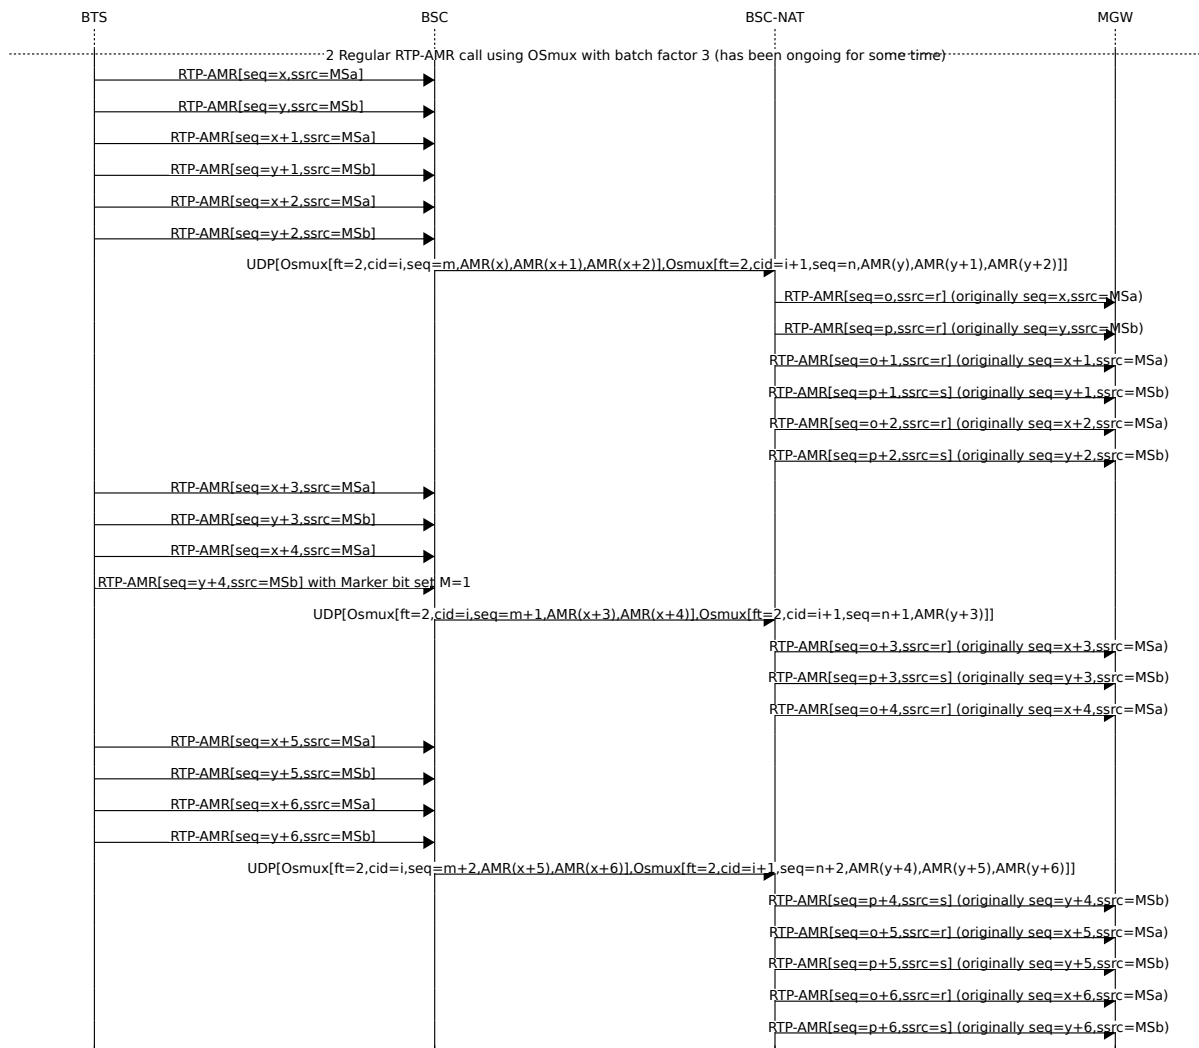 BTS BSC BSC-NAT MGW
2 Regular RTP-AMR call using OSmux with batch factor 3 (has been ongoing for some time)
RTP-AMR[seq=x,ssrc=MSa]
RTP-AMR[seq=y,ssrc=MSb]
RTP-AMR[seq=x+1,ssrc=MSa]
RTP-AMR[seq=y+1,ssrc=MSb]
RTP-AMR[seq=x+2,ssrc=MSa]
RTP-AMR[seq=y+2,ssrc=MSb]
UDP[Osmux[ft=2,cid=i,seq=m,AMR(x),AMR(x+1),AMR(x+2)],Osmux[ft=2,cid=i+1,seq=n,AMR(y),AMR(y+1),AMR(y+2)]]
RTP-AMR[seq=o,ssrc=r] (originally seq=x,ssrc=MSa)
RTP-AMR[seq=p,ssrc=r] (originally seq=y,ssrc=MSb)
RTP-AMR[seq=o+1,ssrc=r] (originally seq=x+1,ssrc=MSa)
RTP-AMR[seq=p+1,ssrc=s] (originally seq=y+1,ssrc=MSb)
RTP-AMR[seq=o+2,ssrc=r] (originally seq=x+2,ssrc=MSa)
RTP-AMR[seq=p+2,ssrc=s] (originally seq=y+2,ssrc=MSb)
RTP-AMR[seq=x+3,ssrc=MSa]
RTP-AMR[seq=y+3,ssrc=MSb]
RTP-AMR[seq=x+4,ssrc=MSa]
RTP-AMR[seq=y+4,ssrc=MSb] with Marker bit set M=1
UDP[Osmux[ft=2,cid=i,seq=m+1,AMR(x+3),AMR(x+4)],Osmux[ft=2,cid=i+1,seq=n+1,AMR(y+3)]]
RTP-AMR[seq=o+3,ssrc=r] (originally seq=x+3,ssrc=MSa)
RTP-AMR[seq=p+3,ssrc=s] (originally seq=y+3,ssrc=MSb)
RTP-AMR[seq=o+4,ssrc=r] (originally seq=x+4,ssrc=MSa)
RTP-AMR[seq=x+5,ssrc=MSa]
RTP-AMR[seq=y+5,ssrc=MSb]
RTP-AMR[seq=x+6,ssrc=MSa]
RTP-AMR[seq=y+6,ssrc=MSb]
UDP[Osmux[ft=2,cid=i,seq=m+2,AMR(x+5),AMR(x+6)],Osmux[ft=2,cid=i+1,seq=n+2,AMR(y+4),AMR(y+5),AMR(y+6)]]
RTP-AMR[seq=p+4,ssrc=s] (originally seq=y+4,ssrc=MSb)
RTP-AMR[seq=o+5,ssrc=r] (originally seq=x+5,ssrc=MSa)
RTP-AMR[seq=p+5,ssrc=s] (originally seq=y+5,ssrc=MSb)
RTP-AMR[seq=o+6,ssrc=r] (originally seq=x+6,ssrc=MSa)
RTP-AMR[seq=p+6,ssrc=s] (originally seq=y+6,ssrc=MSb)